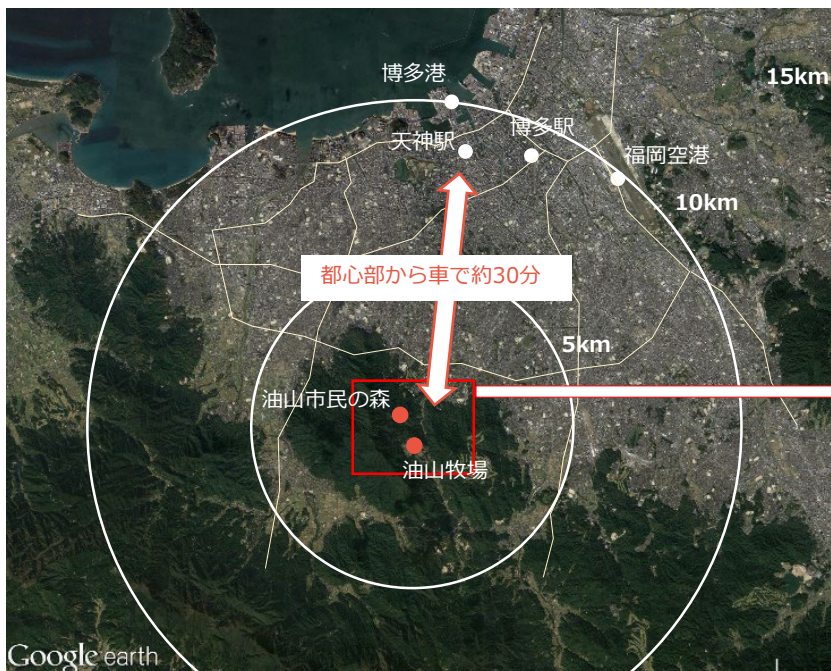 博多港
15km
天神駅
博多駅
福岡空港
10km
都心部から車で約30分
5km
油山市民の森
油山牧場
Google earth